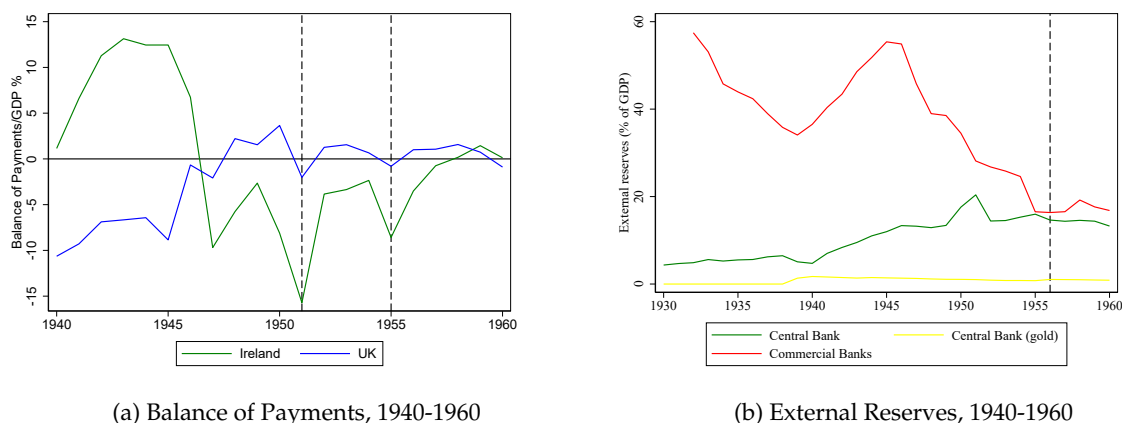 Balance of Payments/GDP %
15
10
5
0
-5
-10
-15
1940 1945 1950 1955 1960
Ireland UK
(a) Balance of Payments, 1940-1960
External reserves (% of GDP)
60
40
20
0
1930 1935 1940 1945 1950 1955 1960
Central Bank Central Bank (gold)
Commercial Banks
(b) External Reserves, 1940-1960